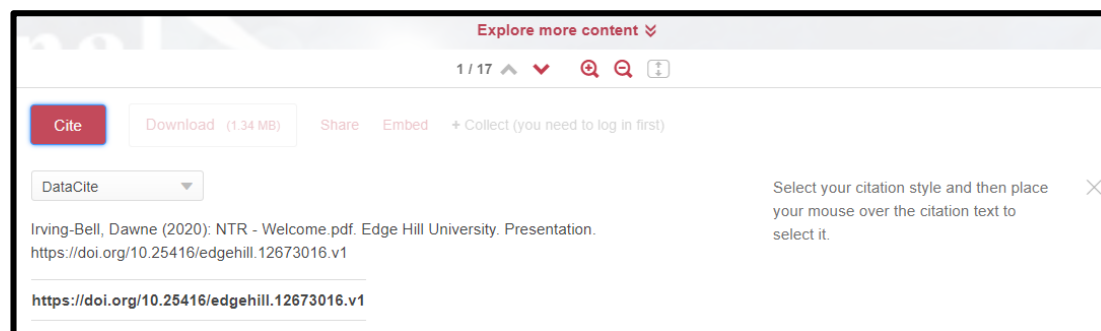 Explore more content
1 / 17
Cite Download (1.34 MB) Share Embed + Collect (you need to log in first)
DataCite
Select your citation style and then place
your mouse over the citation text to
select it.
Irving-Bell, Dawne (2020): NTR - Welcome.pdf. Edge Hill University. Presentation.
https://doi.org/10.25416/edgehill.12673016.v1
https://doi.org/10.25416/edgehill.12673016.v1